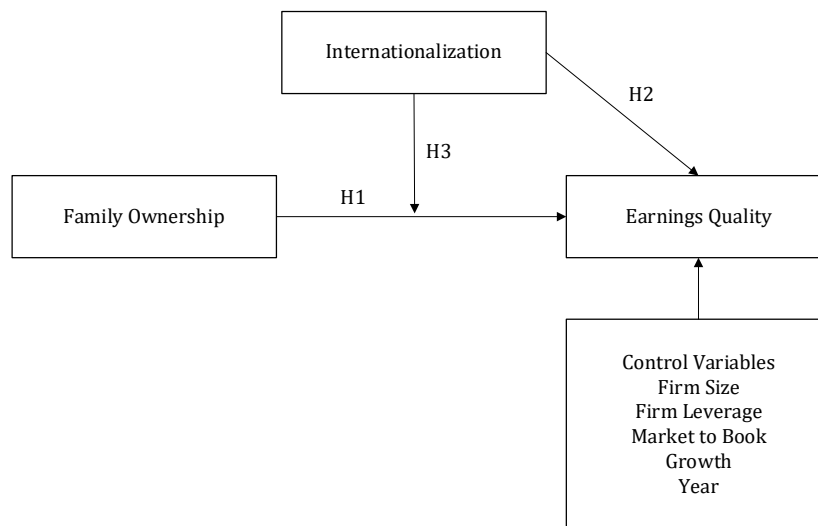 Internationalization
H2
H3
Family Ownership
H1
Earnings Quality
Control Variables
Firm Size
Firm Leverage
Market to Book
Growth
Year